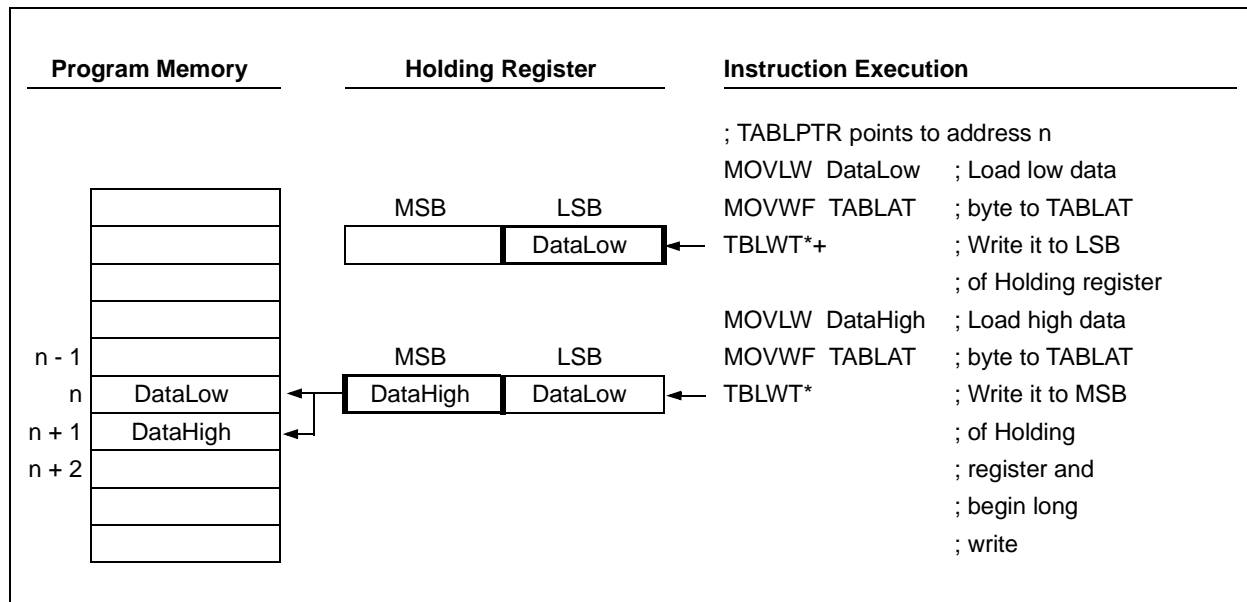 Program Memory
Holding Register
Instruction Execution
; TABLPTR points to address n
MOVLW DataLow ; Load low data
MSB LSB
MOVWF TABLAT ; byte to TABLAT
DataLow
TBLWT*+ ; Write it to LSB
; of Holding register
MOVLW DataHigh ; Load high data
n - 1
MSB LSB
MOVWF TABLAT ; byte to TABLAT
n DataLow
DataHigh DataLow
TBLWT* ; Write it to MSB
n + 1 DataHigh
; of Holding
n + 2
; register and
; begin long
; write